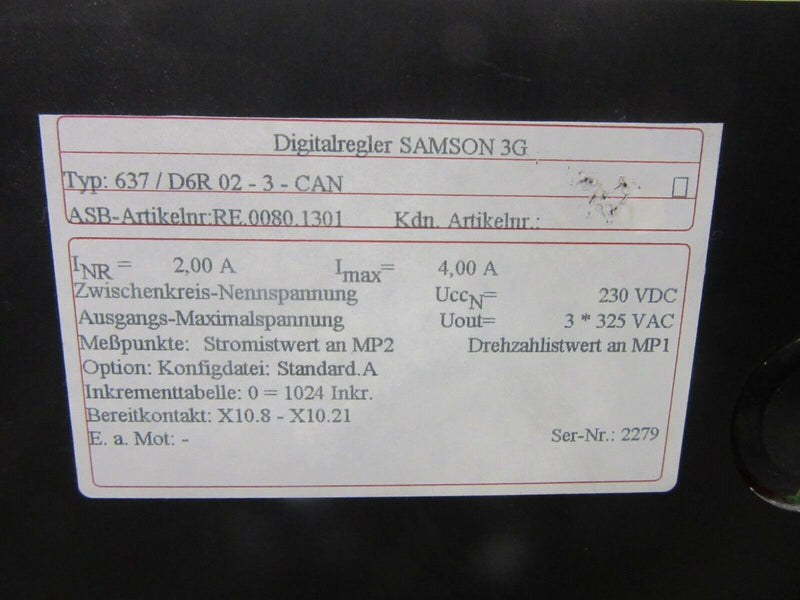 Digitalregler SAMSON 3G
Typ: 637 / D6R 02 - 3 - CAN
ASB-Artikelnr:RE.0080.1301 Kdn. Artikelnr.:
INR = 2,00 A Imax= 4,00 A
Zwischenkreis-Nennspannung UccN= 230 VDC
Ausgangs-Maximalspannung Uout= 3 * 325 VAC
Meßpunkte: Stromistwert an MP2 Drehzahlistwert an MP1
Option: Konfigdatei: Standard.A
Inkrementtabelle: 0 = 1024 Inkr.
Bereitkontakt: X10.8 - X10.21
E. a. Mot: - Ser-Nr.: 2279